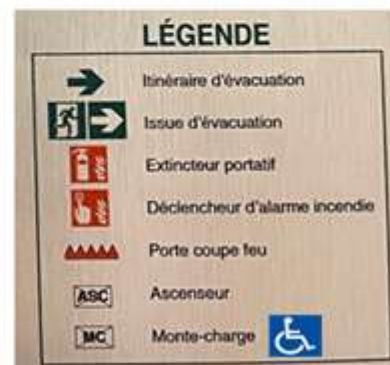 LÉGENDE
Itinéraire d'évacuation
Issue d'évacuation
Extincteur portatif
Déclencheur d'alarme incendie
Porte coupe feu
ASC Ascenseur
MC Monte-charge